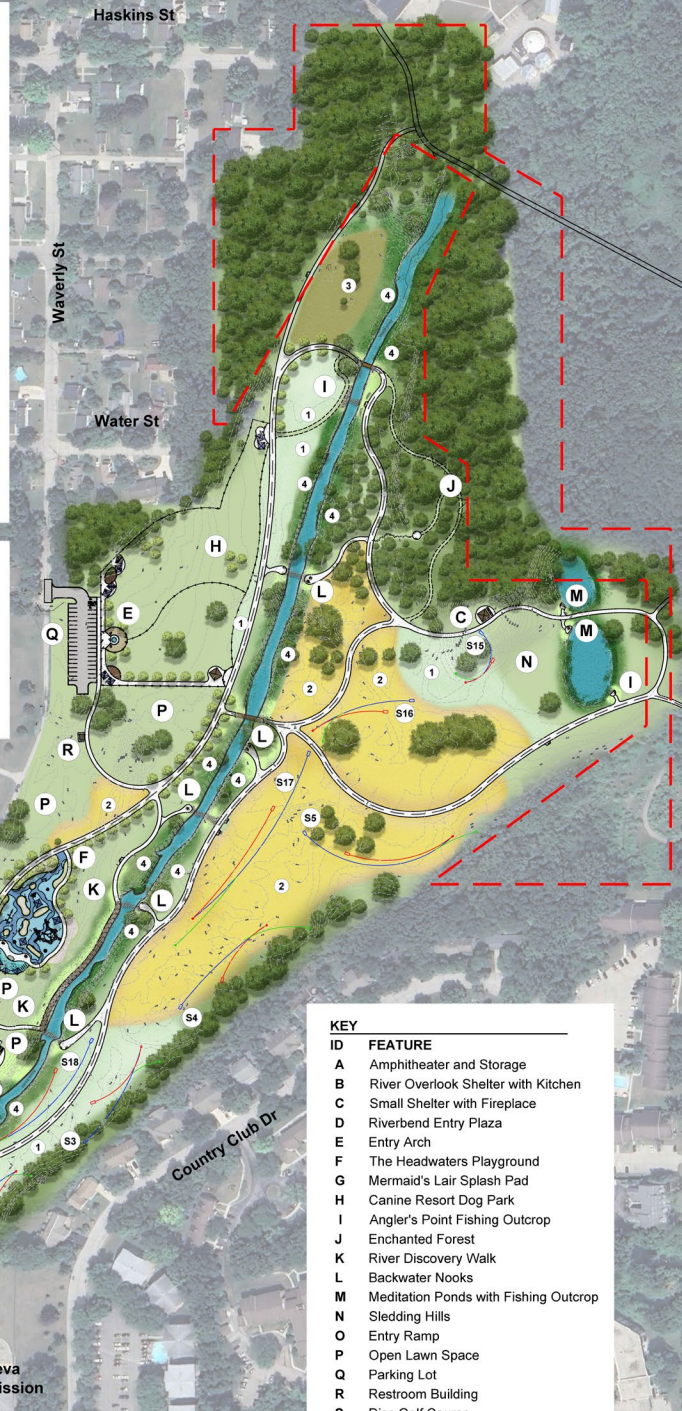 Haskins St
Waverly St
3
4
4
Water St
I
1
1
4
4
J
H
L
C
M
M
E
1
Q
S15
N
4
1
I
2
2
P
S16
R
L
4
4
S17
P
2
L
S5
F
4
4
2
K
L
4
P
K
S4
P
L
S18
4
1
S3
Country Club Dr
eva
ission
KEY
ID FEATURE
A Amphitheater and Storage
B River Overlook Shelter with Kitchen
C Small Shelter with Fireplace
D Riverbend Entry Plaza
E Entry Arch
F The Headwaters Playground
G Mermaid's Lair Splash Pad
H Canine Resort Dog Park
I Angler's Point Fishing Outcrop
J Enchanted Forest
K River Discovery Walk
L Backwater Nooks
M Meditation Ponds with Fishing Outcrop
N Sledding Hills
O Entry Ramp
P Open Lawn Space
Q Parking Lot
R Restroom Building